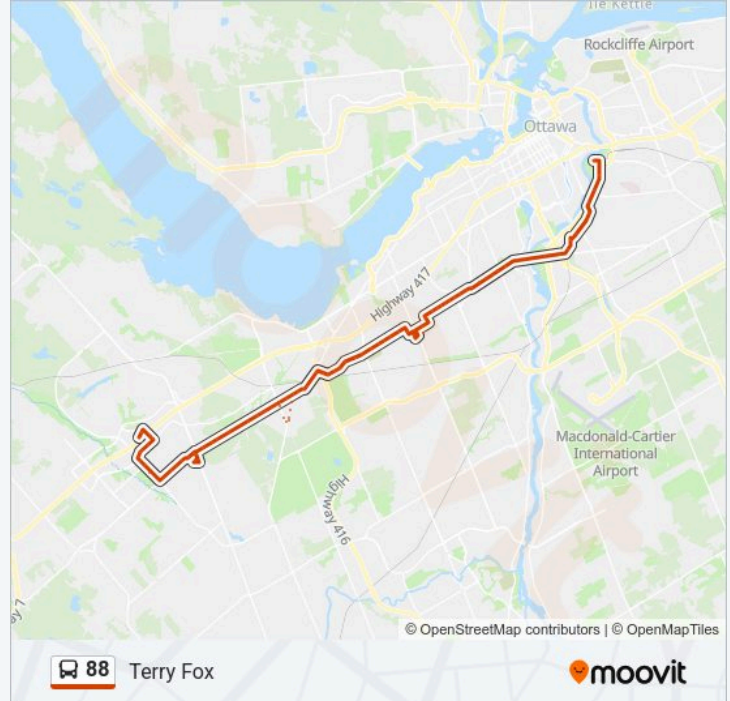 Île Kettle
Rockcliffe Airport
Ottawa
Highway 417
Macdonald-Cartier
International
Airport
Highway 416
y 7
© OpenStreetMap contributors | © OpenMapTiles
88 Terry Fox
moovit